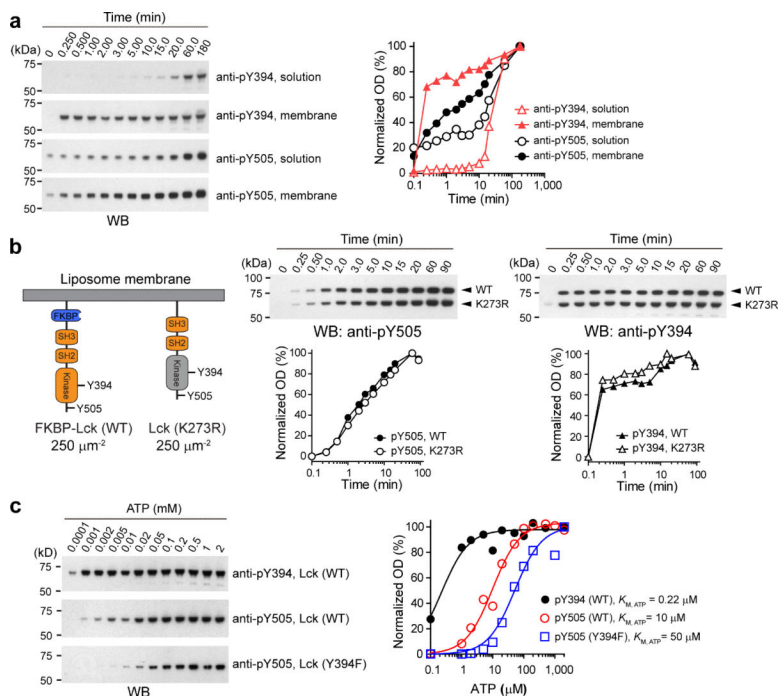 a
Time (min)
(kDa) 0 0.250 0.500 1.00 2.00 3.00 5.00 10.0 15.0 20.0 60.0 180
75
50
anti-pY394, solution
75
50
anti-pY394, membrane
75
50
anti-pY505, solution
75
50
anti-pY505, membrane
WB
Normalized OD (%)
100
80
60
40
20
0
0.1 1 10 100 1,000
Time (min)
anti-pY394, solution
anti-pY394, membrane
anti-pY505, solution
anti-pY505, membrane
b
Liposome membrane
FKBP
SH3
SH2
Kinase
Y394
Y505
FKBP-Lck (WT)
250 μm-2
SH3
SH2
Kinase
Y394
Y505
Lck (K273R)
250 μm-2
Time (min)
(kDa) 0 0.25 0.50 1.0 2.0 3.0 5.0 10 15 20 60 90
100
75
50
WT
K273R
WB: anti-pY505
Normalized OD (%)
100
80
60
40
20
0
0.1 1 10 100
Time (min)
pY505, WT
pY505, K273R
Time (min)
(kDa) 0 0.25 0.50 1.0 2.0 3.0 5.0 10 15 20 60 90
100
75
50
WT
K273R
WB: anti-pY394
Normalized OD (%)
100
80
60
40
20
0
0.1 1 10 100
Time (min)
pY394, WT
pY394, K273R
c
ATP (mM)
(kD) 0.0001 0.001 0.002 0.005 0.01 0.02 0.05 0.1 0.2 0.5 1 2
75
50
anti-pY394, Lck (WT)
75
50
anti-pY505, Lck (WT)
75
50
anti-pY505, Lck (Y394F)
WB
Normalized OD (%)
100
80
60
40
20
0
0.1 1 10 100 1,000
ATP (μM)
pY394 (WT), KM, ATP = 0.22 μM
pY505 (WT), KM, ATP = 10 μM
pY505 (Y394F), KM, ATP = 50 μM